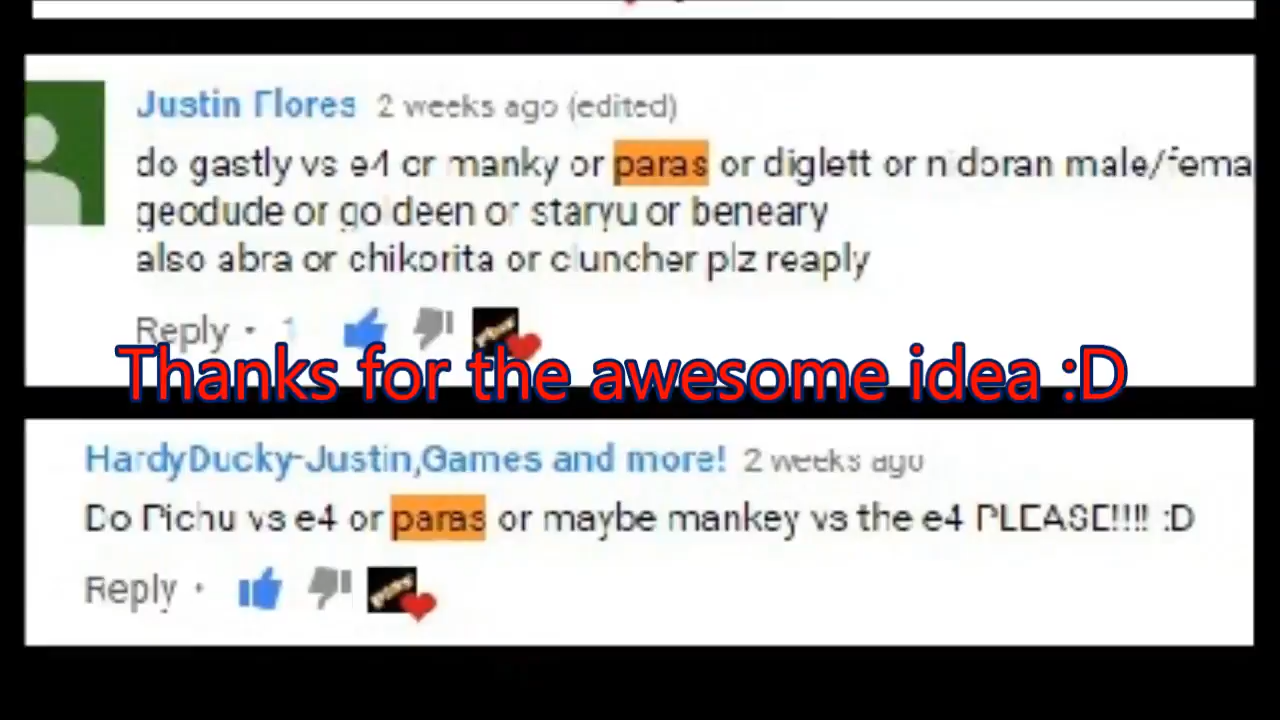 Justin Flores 2 weeks ago (edited)
do gastly vs e4 or manky or paras or diglett or nidoran male/fema
geodude or goldeen or staryu or beneary
also abra or chikorita or cluncher plz reaply
Reply • 1
Thanks for the awesome idea :D
HardyDucky-Justin,Games and more! 2 weeks ago
Do Pichu vs e4 or paras or maybe mankey vs the e4 PLEASE!!!! :D
Reply •